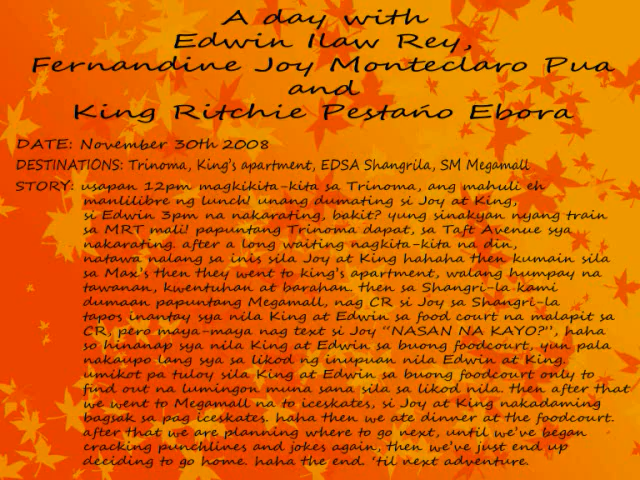 A day with
Edwin Ilaw Rey,
Fernandine Joy Monteclaro Pua
and
King Ritchie Pestaño Ebora
DATE: November 30th 2008
DESTINATIONS: Trinoma, King's apartment, EDSA Shangrila, SM Megamall
STORY: usapan 12pm magkikita-kita sa Trinoma, ang mahuli eh
manlilibre ng lunch! unang dumating si Joy at King,
si Edwin 3pm na nakarating, bakit? yung sinakyan nyang train
sa MRT mali! papuntang Trinoma dapat, sa Taft Avenue sya
nakarating. after a long waiting nagkita-kita na din,
natawa nalang sa inis sila Joy at King hahaha then kumain sila
sa Max's then they went to king's apartment, walang humpay na
tawanan, kwentuhan at barahan. then sa Shangri-la kami
dumaan papuntang Megamall, nag CR si Joy sa Shangri-la
tapos inantay sya nila King at Edwin sa food court na malapit sa
CR, pero maya-maya nag text si Joy "NASAN NA KAYO?", haha
so hinanap sya nila King at Edwin sa buong foodcourt, yun pala
nakaupo lang sya sa likod ng inupuan nila Edwin at King.
umikot pa tuloy sila King at Edwin sa buong foodcourt only to
find out na lumingon muna sana sila sa likod nila. then after that
we went to Megamall na to iceskates, si Joy at King nakadaming
bagsak sa pag iceskates. haha then we ate dinner at the foodcourt.
after that we are planning where to go next, until we've began
cracking punchlines and jokes again, then we've just end up
deciding to go home. haha the end. 'til next adventure.